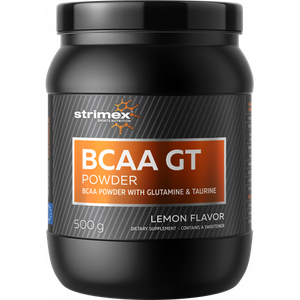 strimex
SPORTS NUTRITION
BCAA GT
POWDER
BCAA POWDER WITH GLUTAMINE & TAURINE
500 g
LEMON FLAVOR
DIETARY SUPPLEMENT - CONTAINS A SWEETENER